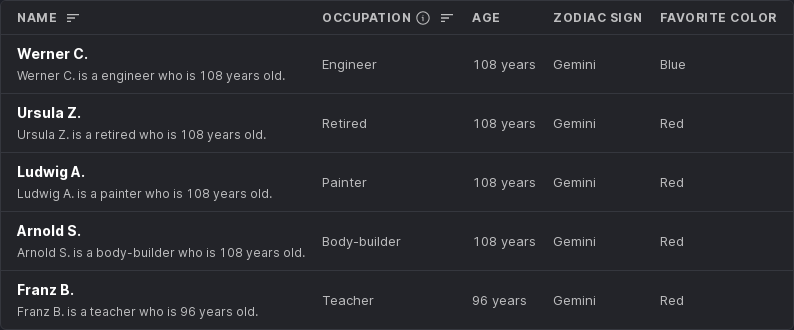 NAME OCCUPATION AGE ZODIAC SIGN FAVORITE COLOR
Werner C.
Werner C. is a engineer who is 108 years old. Engineer 108 years Gemini Blue
Ursula Z.
Ursula Z. is a retired who is 108 years old. Retired 108 years Gemini Red
Ludwig A.
Ludwig A. is a painter who is 108 years old. Painter 108 years Gemini Red
Arnold S.
Arnold S. is a body-builder who is 108 years old. Body-builder 108 years Gemini Red
Franz B.
Franz B. is a teacher who is 96 years old. Teacher 96 years Gemini Red